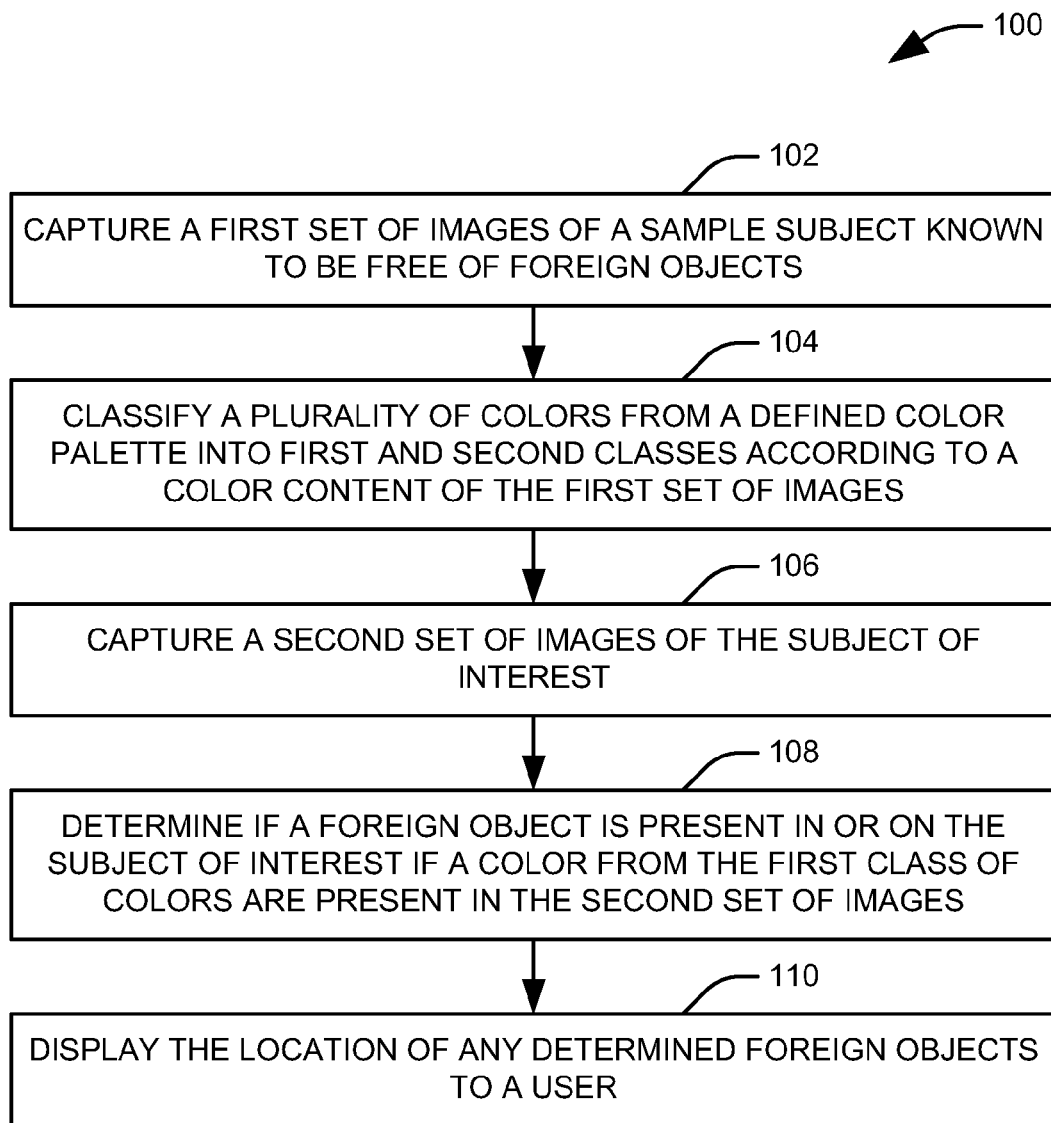 100
102
CAPTURE A FIRST SET OF IMAGES OF A SAMPLE SUBJECT KNOWN
TO BE FREE OF FOREIGN OBJECTS
104
CLASSIFY A PLURALITY OF COLORS FROM A DEFINED COLOR
PALETTE INTO FIRST AND SECOND CLASSES ACCORDING TO A
COLOR CONTENT OF THE FIRST SET OF IMAGES
106
CAPTURE A SECOND SET OF IMAGES OF THE SUBJECT OF
INTEREST
108
DETERMINE IF A FOREIGN OBJECT IS PRESENT IN OR ON THE
SUBJECT OF INTEREST IF A COLOR FROM THE FIRST CLASS OF
COLORS ARE PRESENT IN THE SECOND SET OF IMAGES
110
DISPLAY THE LOCATION OF ANY DETERMINED FOREIGN OBJECTS
TO A USER